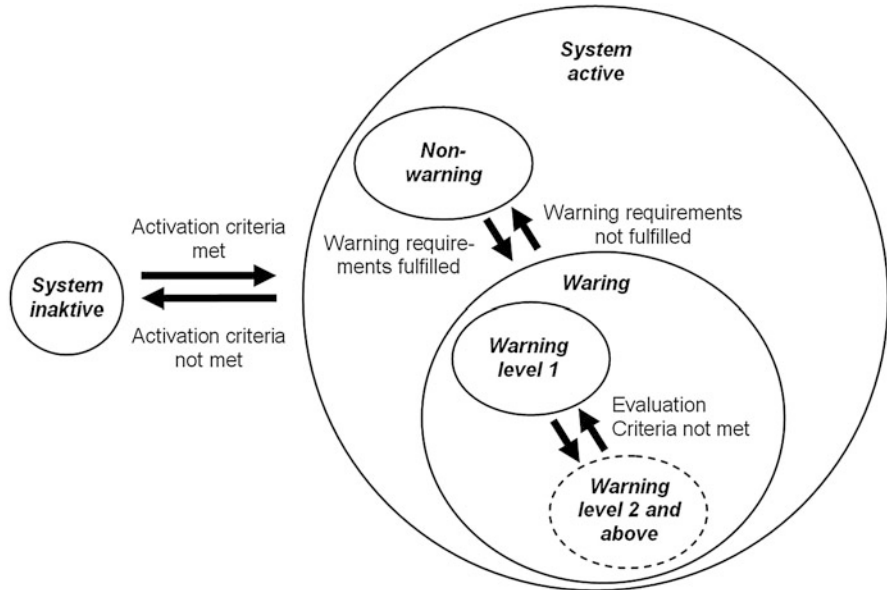 System
active
Non-
warning
Warning requirements
not fulfilled
Warning require-
ments fulfilled
Activation criteria
met
System
inaktive
Activation criteria
not met
Waring
Warning
level 1
Evaluation
Criteria not met
Warning
level 2 and
above